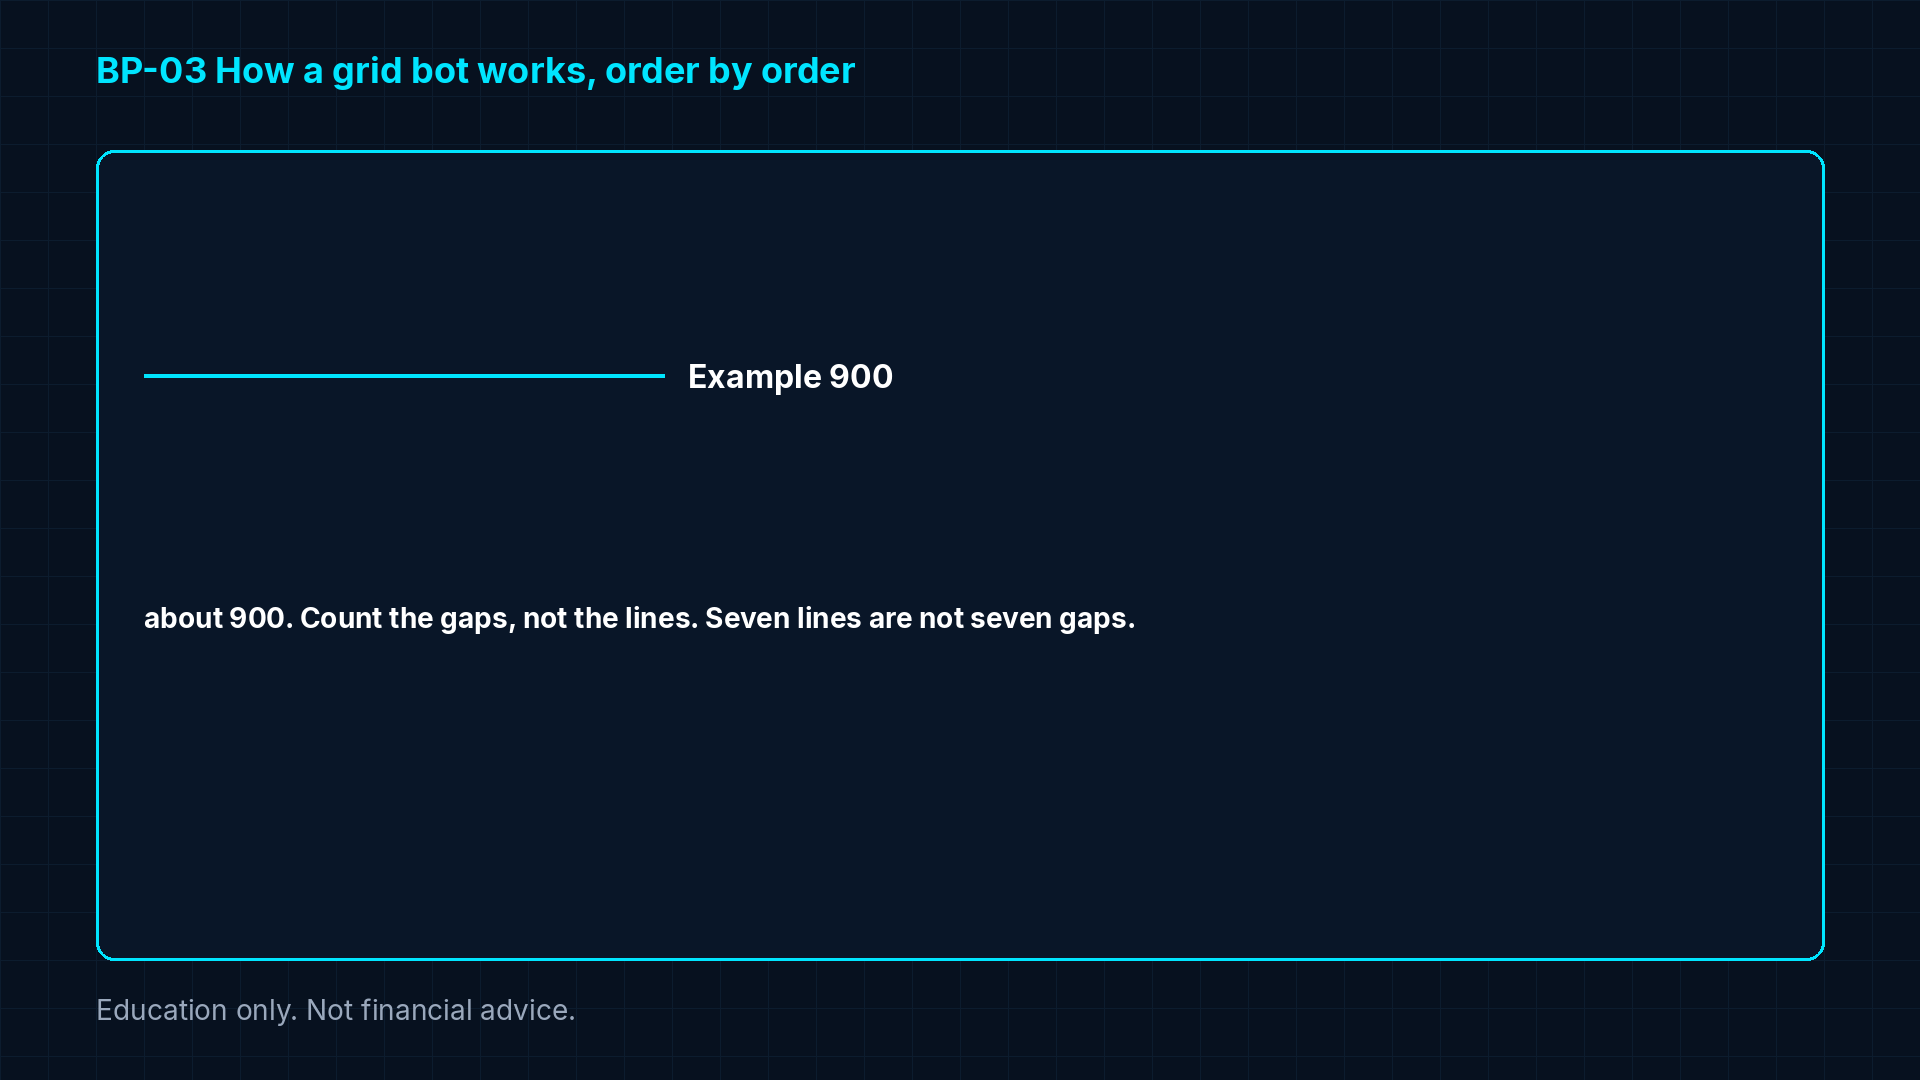 BP-03 How a grid bot works, order by order
Example 900
about 900. Count the gaps, not the lines. Seven lines are not seven gaps.
Education only. Not financial advice.